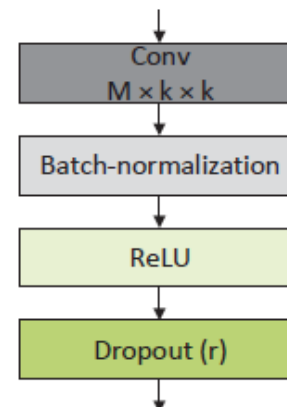 Conv
M × k × k
Batch-normalization
ReLU
Dropout (r)